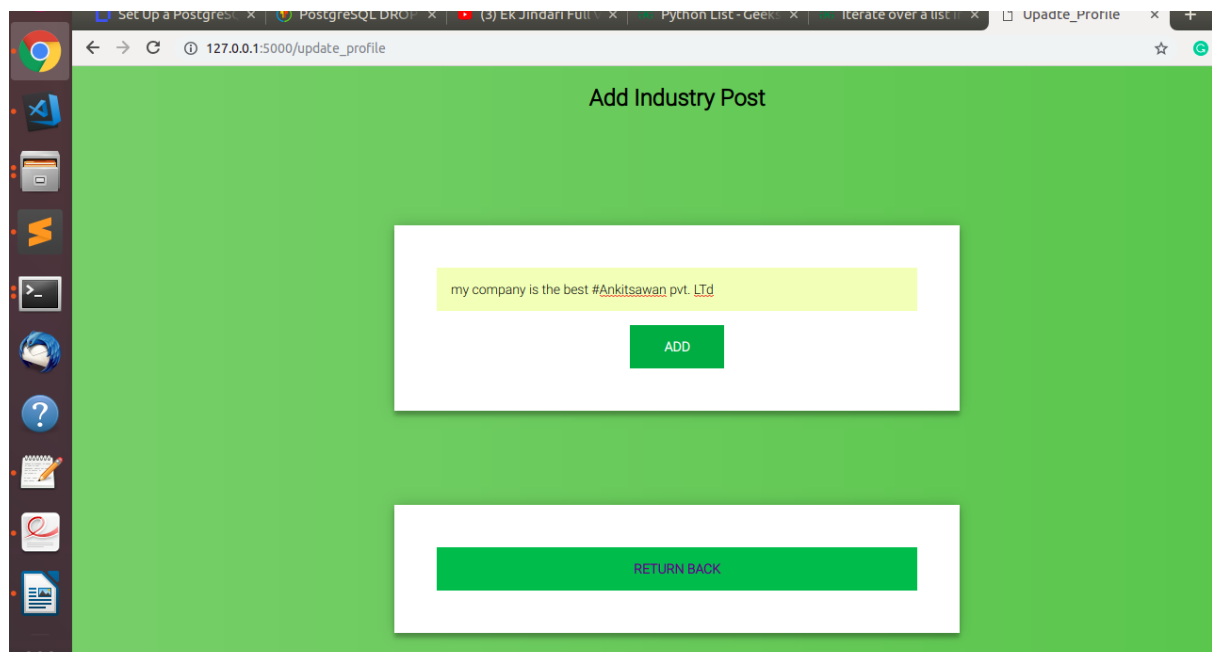 Set Up a PostgreSQ
PostgreSQL DROP
(3) Ek Jindari Full V
Python List - Geeks
Iterate over a list i
Upadte_Profile
127.0.0.1:5000/update_profile
Add Industry Post
my company is the best #Ankitsawan pvt. LTd
ADD
RETURN BACK